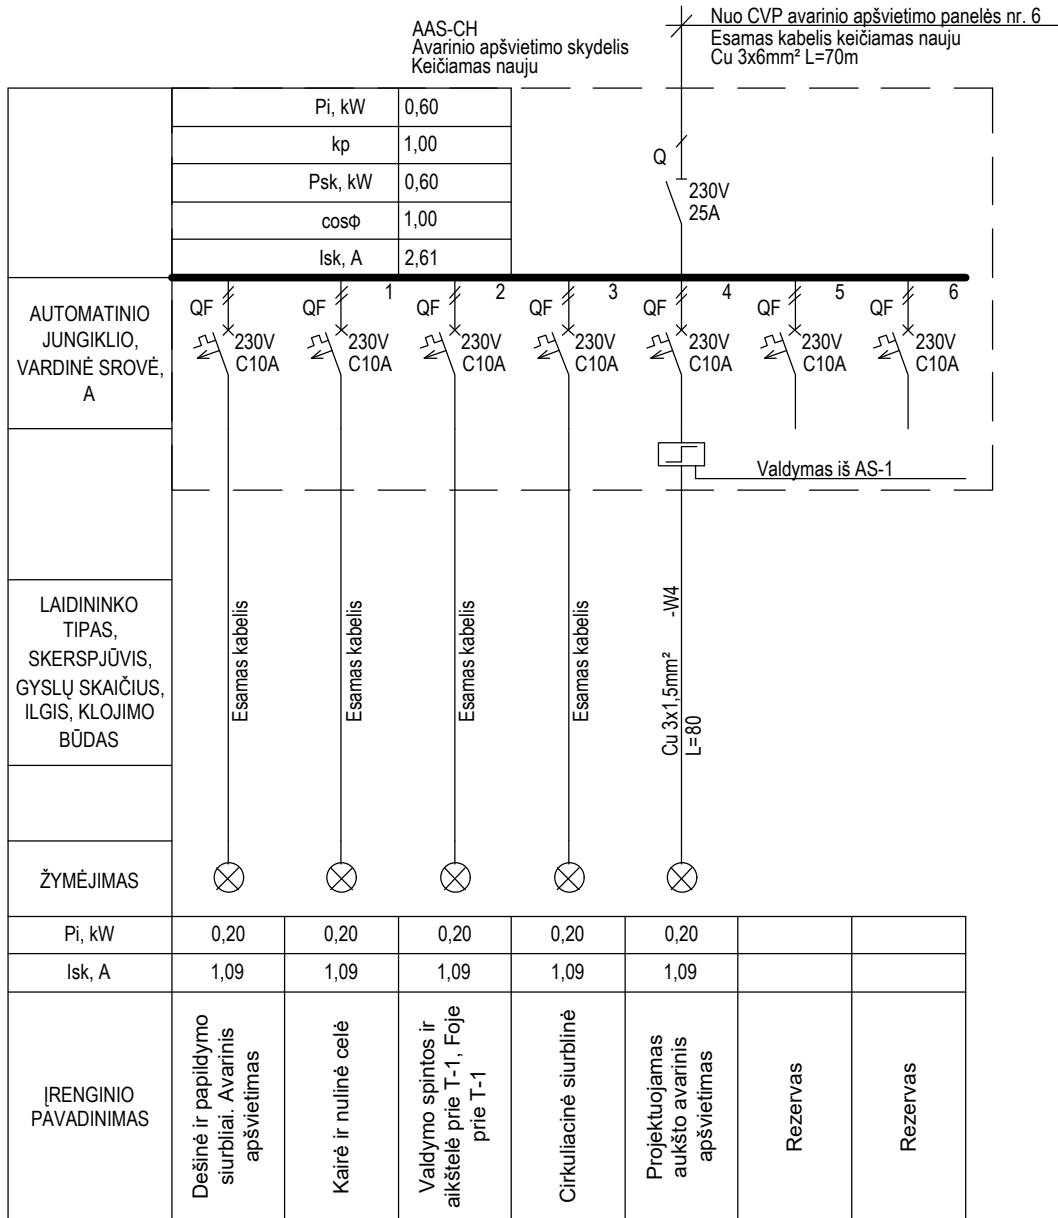 AAS-CH
Avarinio apšvietimo skydelis
Keičiamas nauju
Nuo CVP avarinio apšvietimo panelės nr. 6
Esamas kabelis keičiamas nauju
Cu 3x6mm² L=70m
Pi, kW 0,60
kp 1,00
Psk, kW 0,60
cosΦ 1,00
Isk, A 2,61
Q
230V
25A
AUTOMATINIO
JUNGIKLIO,
VARDINĖ SROVĖ,
A
QF
230V
C10A
1
QF
230V
C10A
2
QF
230V
C10A
3
QF
230V
C10A
4
QF
230V
C10A
5
QF
230V
C10A
6
QF
230V
C10A
Valdymas iš AS-1
LAIDININKO
TIPAS,
SKERSPJŪVIS,
GYSLŲ SKAIČIUS,
ILGIS, KLOJIMO
BŪDAS
Esamas kabelis
Esamas kabelis
Esamas kabelis
Esamas kabelis
Cu 3x1,5mm² -W4
L=80
ŽYMĖJIMAS
Pi, kW 0,20 0,20 0,20 0,20 0,20
Isk, A 1,09 1,09 1,09 1,09 1,09
ĮRENGINIO
PAVADINIMAS
Dešinė ir papildymo
siurbliai. Avarinis
apšvietimas
Kairė ir nulinė celė
Valdymo spintos ir
aikštelė prie T-1, Foje
prie T-1
Cirkuliacinė siurblinė
Projektuojamas
aukšto avarinis
apšvietimas
Rezervas
Rezervas